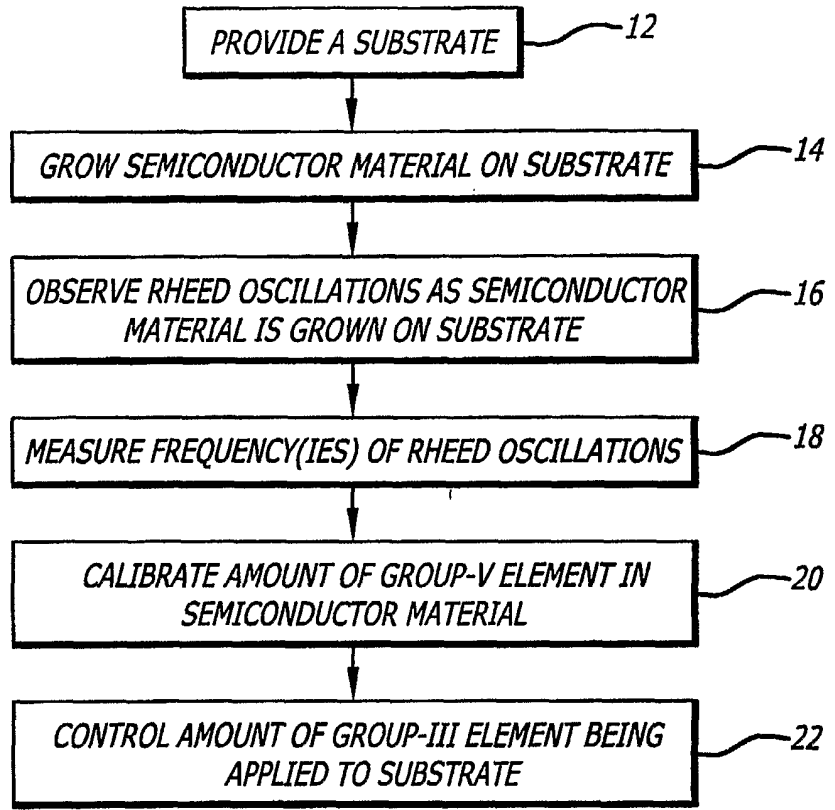 PROVIDE A SUBSTRATE
12
GROW SEMICONDUCTOR MATERIAL ON SUBSTRATE
14
OBSERVE RHEED OSCILLATIONS AS SEMICONDUCTOR
MATERIAL IS GROWN ON SUBSTRATE
16
MEASURE FREQUENCY(IES) OF RHEED OSCILLATIONS
18
CALIBRATE AMOUNT OF GROUP-V ELEMENT IN
SEMICONDUCTOR MATERIAL
20
CONTROL AMOUNT OF GROUP-III ELEMENT BEING
APPLIED TO SUBSTRATE
22